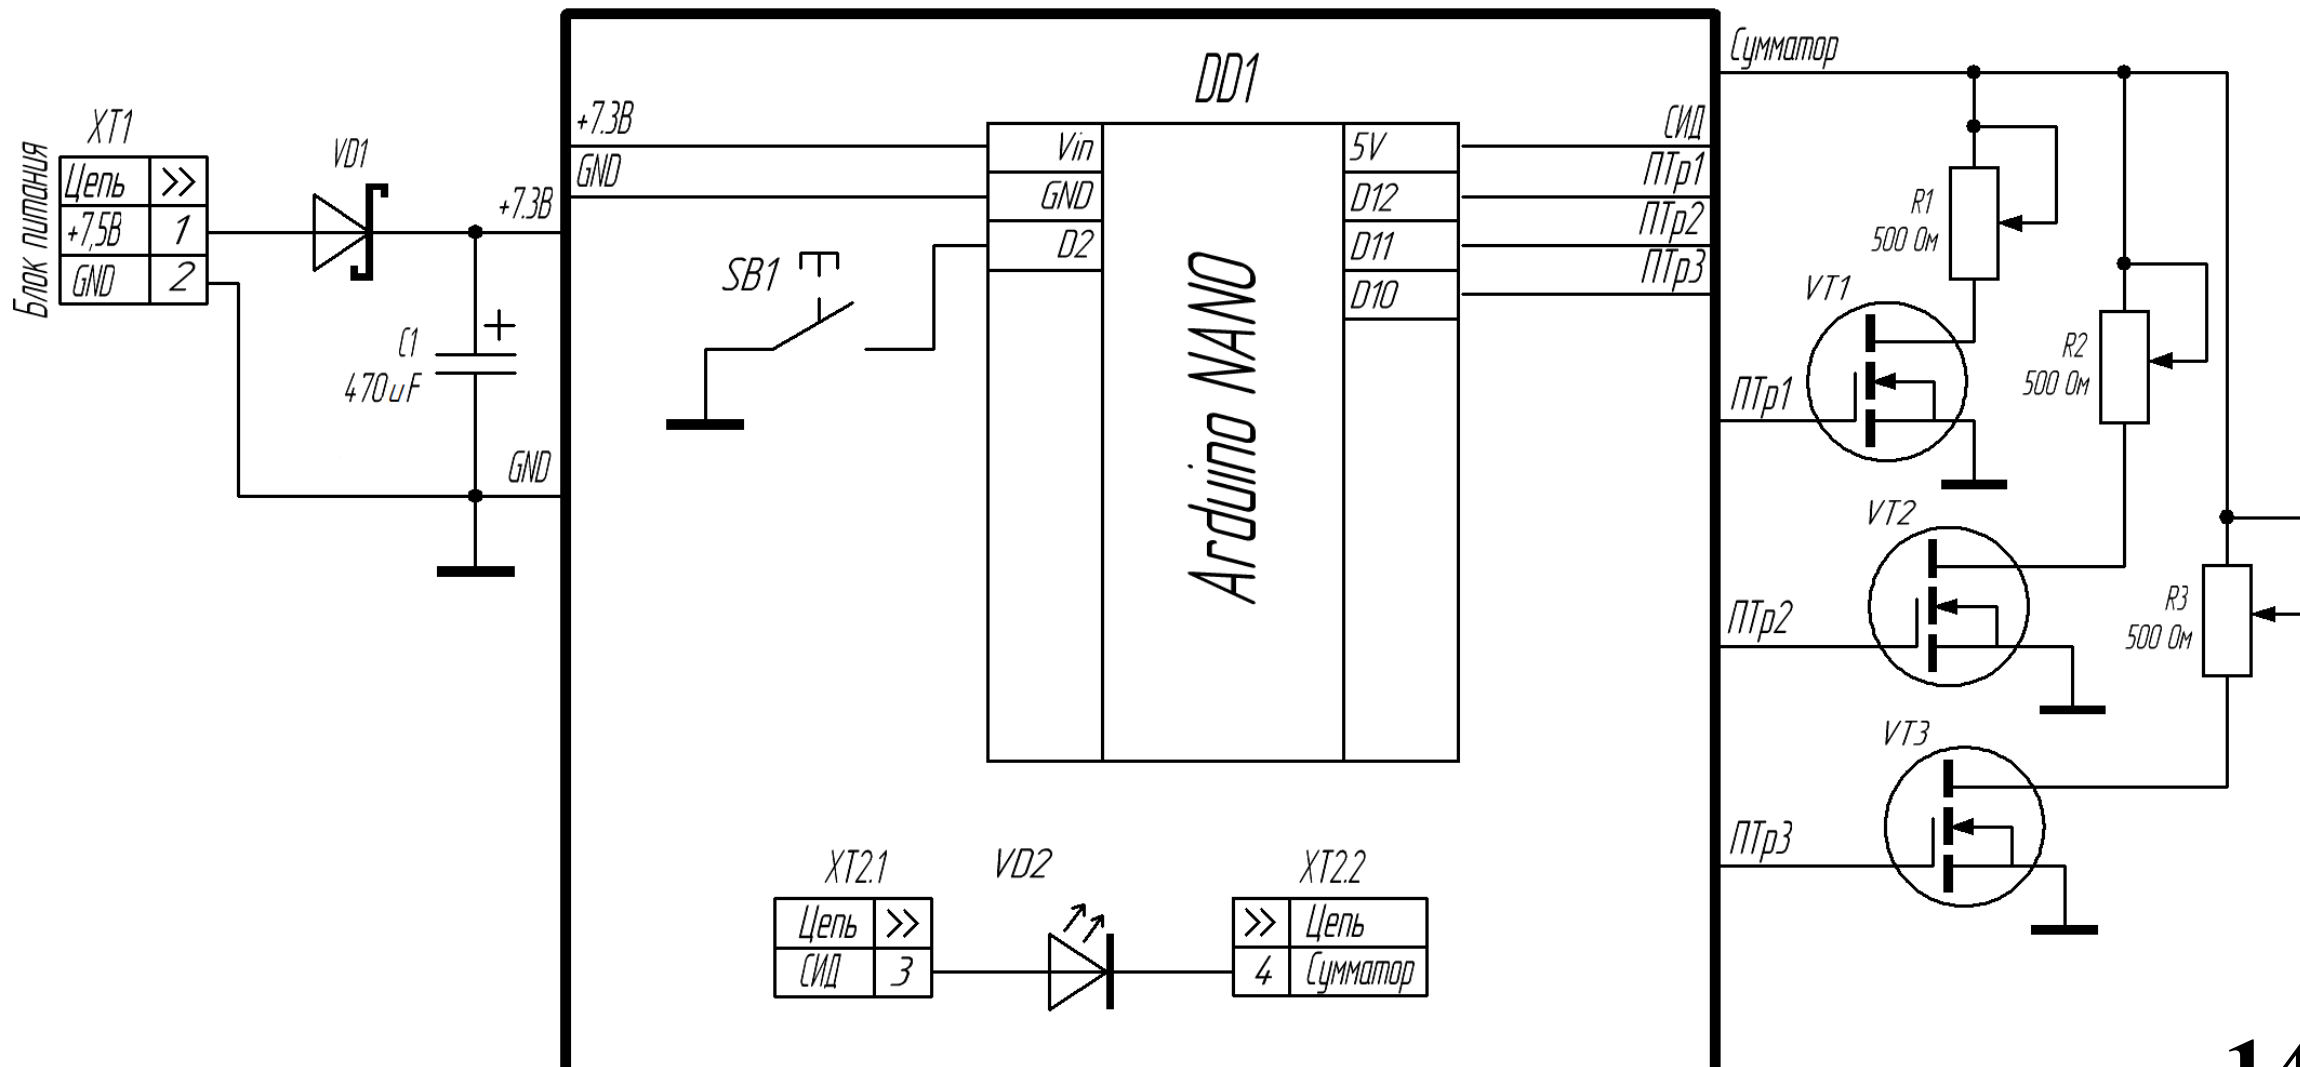 Блок питания
XT1
Цепь >>
+7,5В 1
GND 2
VD1
+7.3В
C1
+
470uF
GND
+7.3В
GND
SB1
DD1
Vin
GND
D2
Arduino NANO
5V
D12
D11
D10
СИД
ПТр1
ПТр2
ПТр3
XT2.1
Цепь >>
СИД 3
VD2
XT2.2
>> Цепь
4 Сумматор
Сумматор
R1
500 Ом
VT1
ПТр1
R2
500 Ом
VT2
ПТр2
R3
500 Ом
VT3
ПТр3